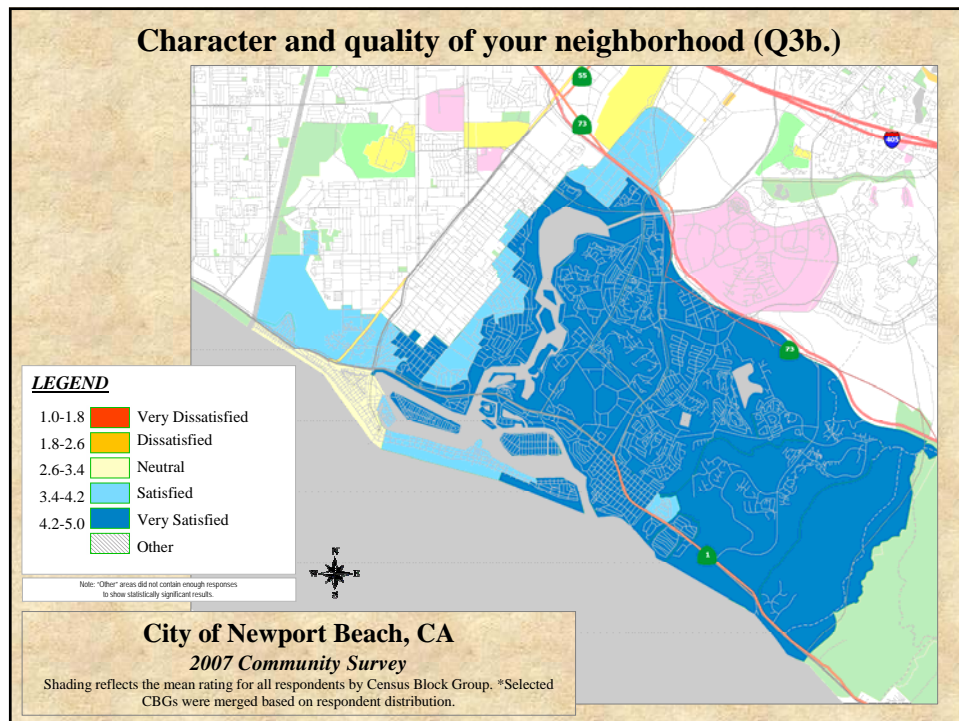 Character and quality of your neighborhood (Q3b.)
55
73
405
73
1
LEGEND
1.0-1.8 Very Dissatisfied
1.8-2.6 Dissatisfied
2.6-3.4 Neutral
3.4-4.2 Satisfied
4.2-5.0 Very Satisfied
Other
Note: "Other" areas did not contain enough responses
to show statistically significant results.
N
W E
S
City of Newport Beach, CA
2007 Community Survey
Shading reflects the mean rating for all respondents by Census Block Group. *Selected
CBGs were merged based on respondent distribution.